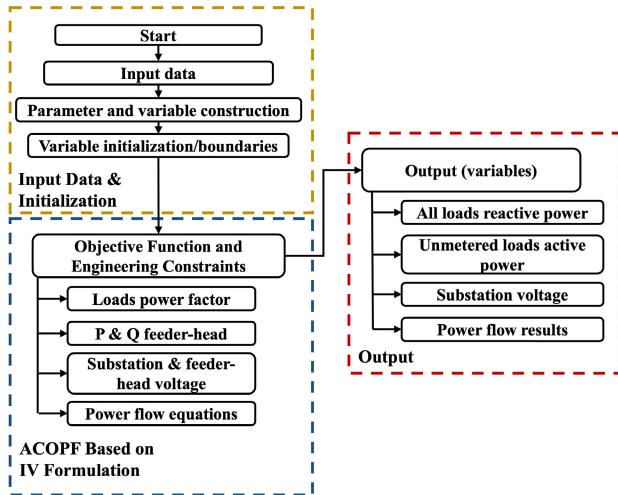 Start
Input data
Parameter and variable construction
Variable initialization/boundaries
Input Data &
Initialization
Objective Function and
Engineering Constraints
Loads power factor
P & Q feeder-head
Substation & feeder-
head voltage
Power flow equations
ACOPF Based on
IV Formulation
Output (variables)
All loads reactive power
Unmetered loads active
power
Substation voltage
Power flow results
Output